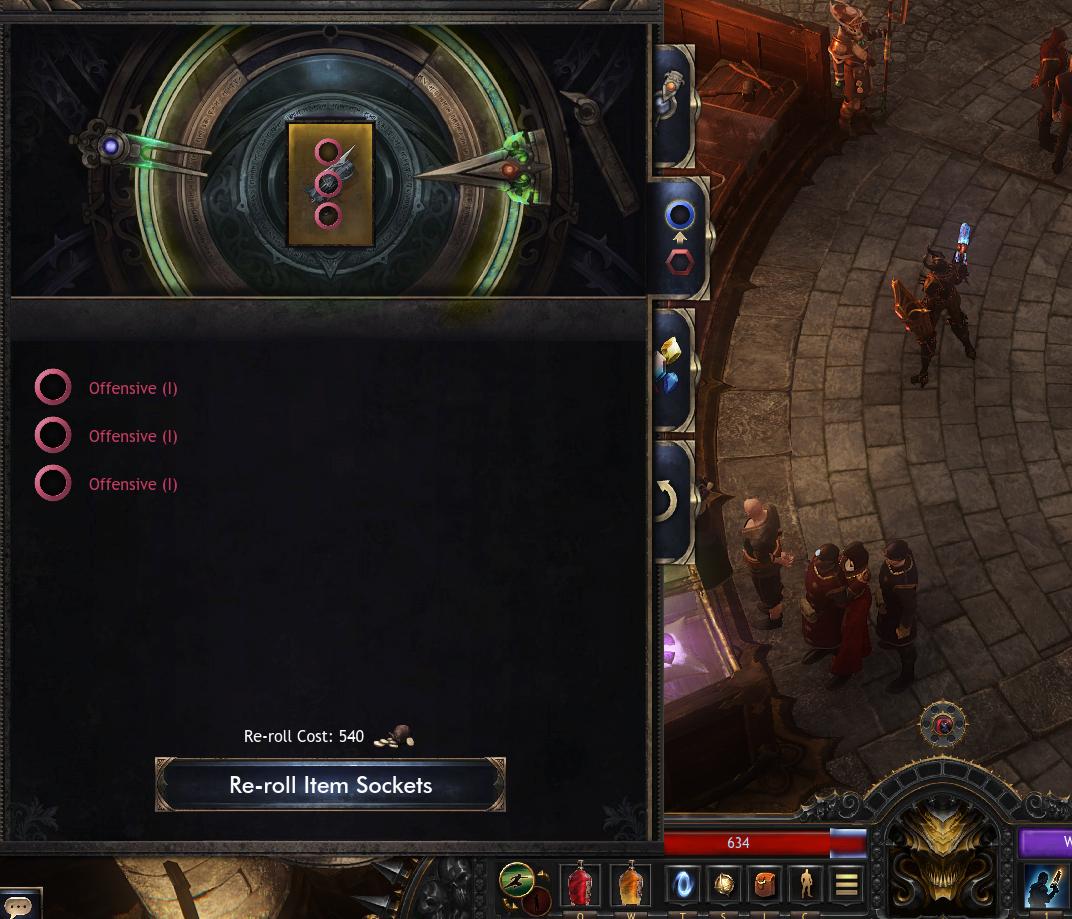 Offensive (I)
Offensive (I)
Offensive (I)
Re-roll Cost: 540
Re-roll Item Sockets
634
W
Q W T S I C